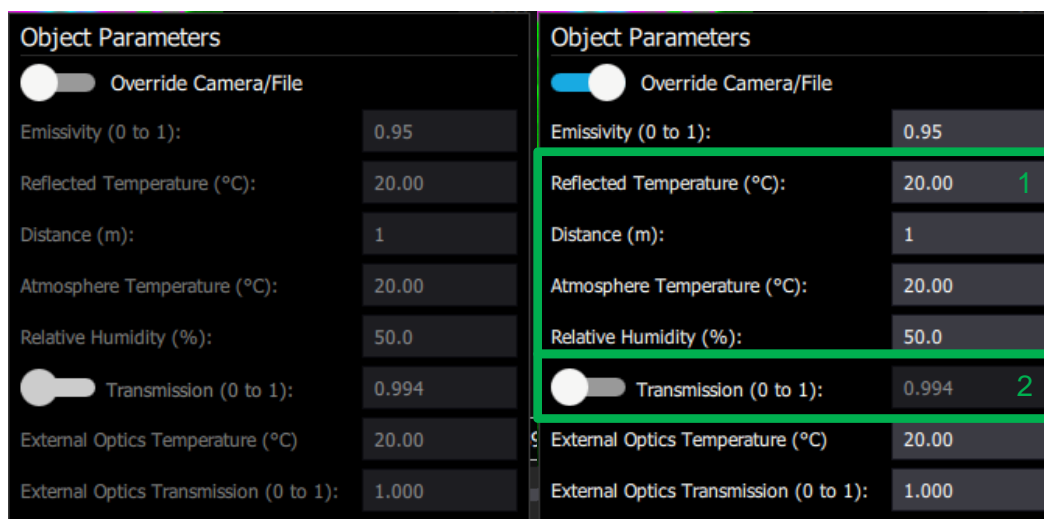 Object Parameters
Override Camera/File
Emissivity (0 to 1): 0.95
Reflected Temperature (°C): 20.00
Distance (m): 1
Atmosphere Temperature (°C): 20.00
Relative Humidity (%): 50.0
Transmission (0 to 1): 0.994
External Optics Temperature (°C) 20.00
External Optics Transmission (0 to 1): 1.000
Object Parameters
Override Camera/File
Emissivity (0 to 1): 0.95
Reflected Temperature (°C): 20.00 1
Distance (m): 1
Atmosphere Temperature (°C): 20.00
Relative Humidity (%): 50.0
Transmission (0 to 1): 0.994 2
External Optics Temperature (°C) 20.00
External Optics Transmission (0 to 1): 1.000